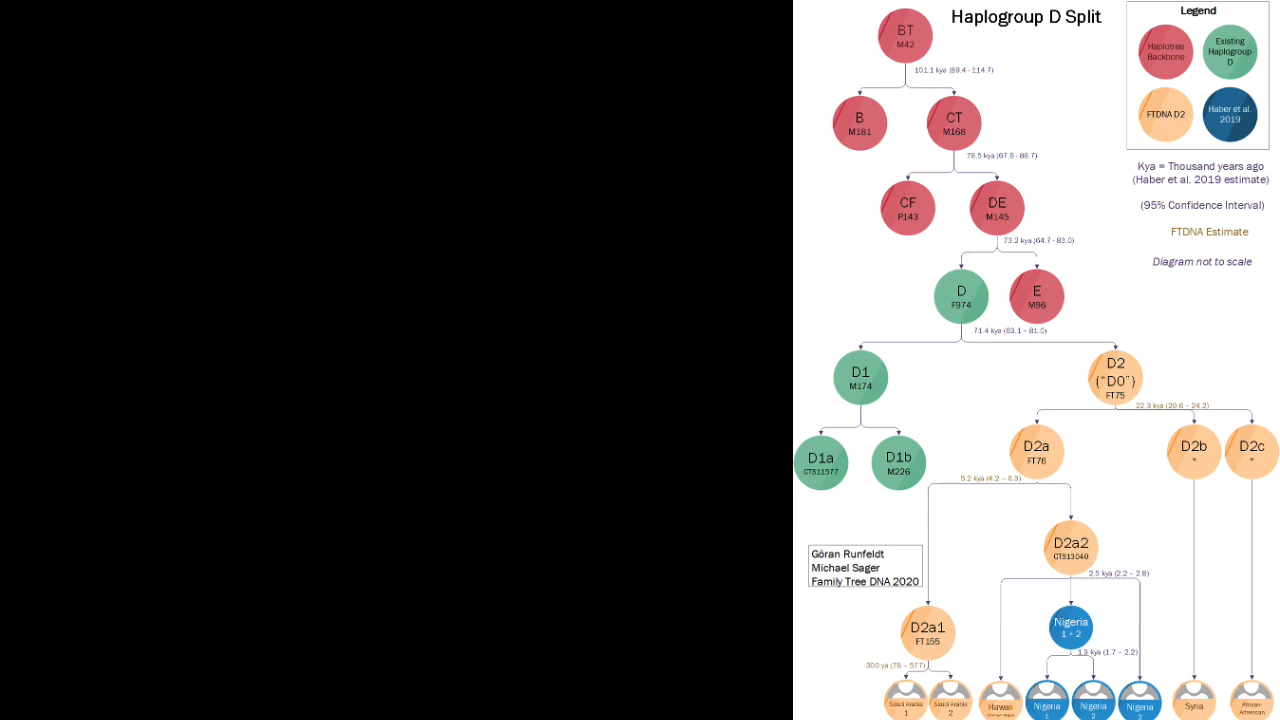 Haplogroup D Split
Legend
Haplotree
Backbone
Existing
Haplogroup
D
FTDNA D2
Haber et al.
2019
Kya = Thousand years ago
(Haber et al. 2019 estimate)
(95% Confidence Interval)
FTDNA Estimate
Diagram not to scale
BT
M42
101.1 kya (89.4 - 114.7)
B
M181
CT
M168
76.5 kya (67.8 - 86.7)
CF
P143
DE
M145
73.2 kya (64.7 - 83.0)
D
F974
E
M96
71.4 kya (63.1 – 81.0)
D1
M174
D2
("D0")
FT75
22.3 kya (20.6 – 24.2)
D1a
CTS11577
D1b
M226
D2a
FT76
D2b
*
D2c
*
5.2 kya (4.2 – 6.3)
D2a2
CTS13040
2.5 kya (2.2 – 2.8)
Göran Runfeldt
Michael Sager
Family Tree DNA 2020
D2a1
FT155
Nigeria
1 + 2
1.9 kya (1.7 – 2.2)
300 ya (78 – 577)
Saudi Arabia
1
Saudi Arabia
2
Hawaii
Nigeria
1
Nigeria
2
Nigeria
3
Syria
African-
American